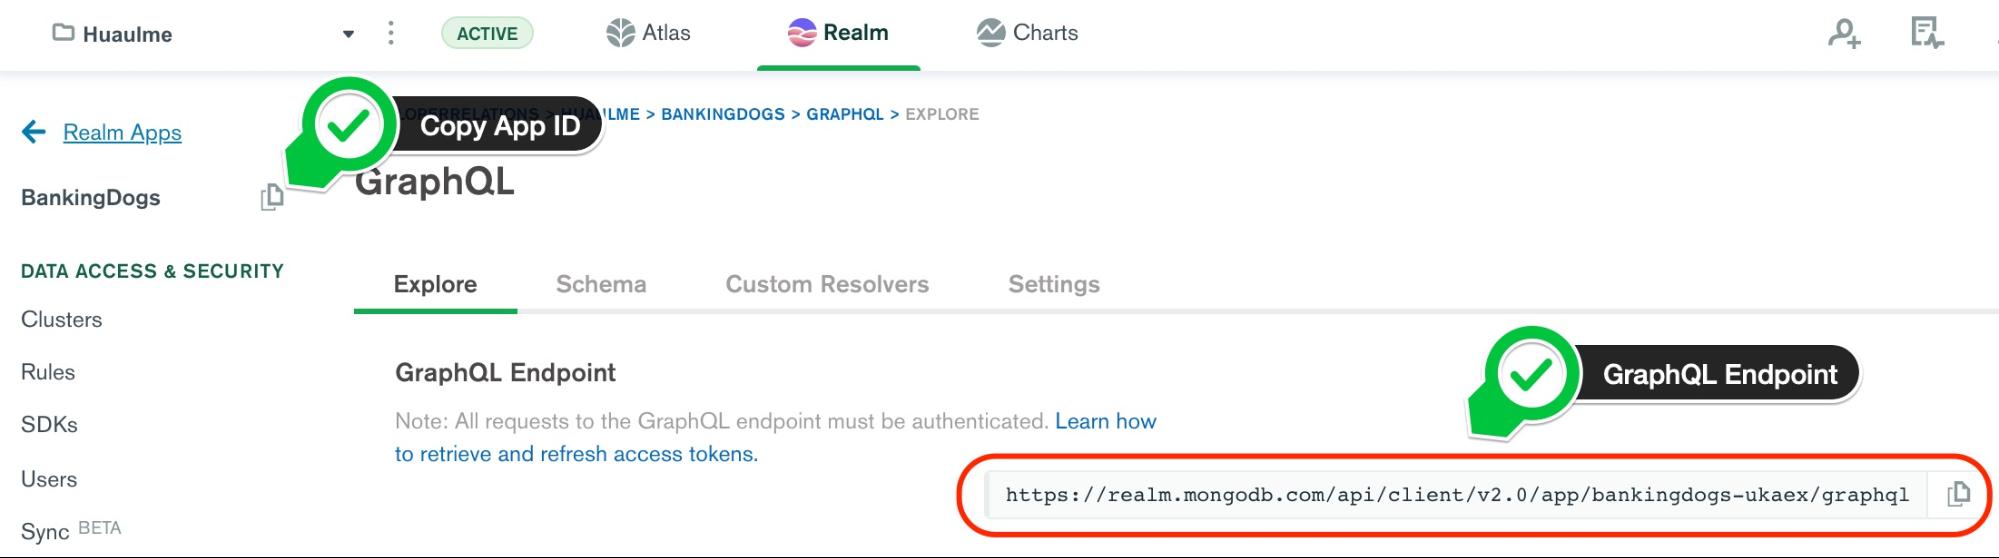 Huaulme
ACTIVE
Atlas
Realm
Charts
Realm Apps
Copy App ID
HUAULME > BANKINGDOGS > GRAPHQL > EXPLORE
BankingDogs
GraphQL
DATA ACCESS & SECURITY
Clusters
Rules
SDKs
Users
Sync BETA
Explore
Schema
Custom Resolvers
Settings
GraphQL Endpoint
Note: All requests to the GraphQL endpoint must be authenticated. Learn how
to retrieve and refresh access tokens.
GraphQL Endpoint
https://realm.mongodb.com/api/client/v2.0/app/bankingdogs-ukaex/graphql